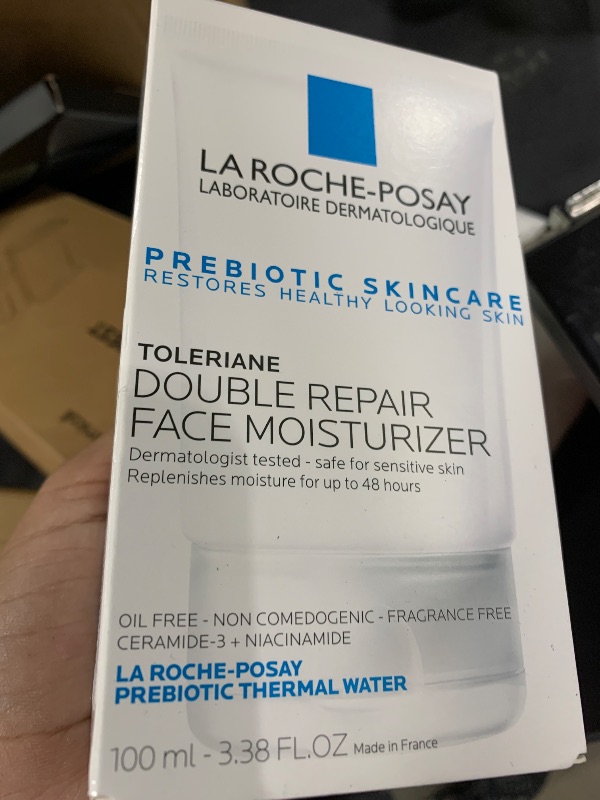 LA ROCHE-POSAY
LABORATOIRE DERMATOLOGIQUE
PREBIOTIC SKINCARE
RESTORES HEALTHY LOOKING SKIN
TOLERIANE
DOUBLE REPAIR
FACE MOISTURIZER
Dermatologist tested - safe for sensitive skin
Replenishes moisture for up to 48 hours
OIL FREE - NON COMEDOGENIC - FRAGRANCE FREE
CERAMIDE-3 + NIACINAMIDE
LA ROCHE-POSAY
PREBIOTIC THERMAL WATER
100 ml - 3.38 FL.OZ Made in France